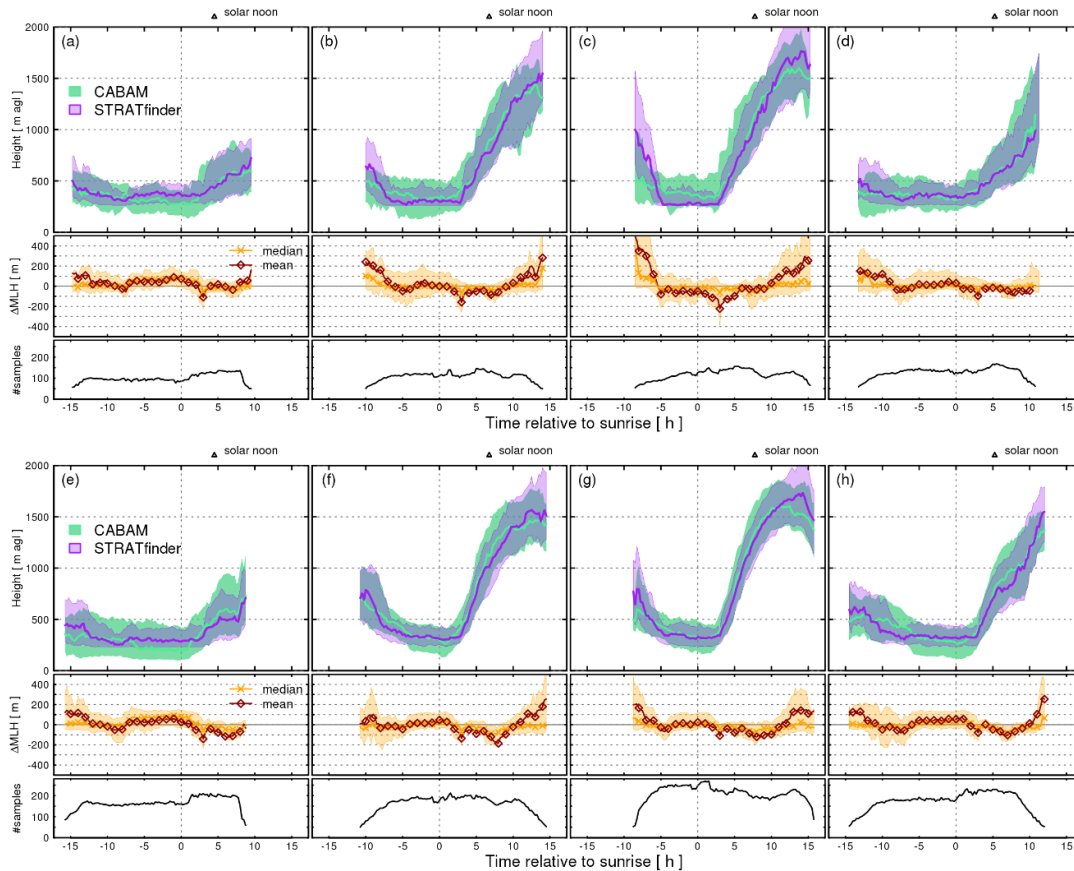 solar noon solar noon solar noon solar noon
2000
(a) (b) (c) (d)
1500
CABAM
STRATfinder
1000
500
0
Height [ m agl ]
400
median
200
mean
0
-200
-400
ΔMLH [ m ]
200
100
0
#samples
-15 -10 -5 0 5 10 15 -10 -5 0 5 10 15 -10 -5 0 5 10 15 -10 -5 0 5 10 15
Time relative to sunrise [ h ]
solar noon solar noon solar noon solar noon
2000
(e) (f) (g) (h)
1500
CABAM
STRATfinder
1000
500
0
Height [ m agl ]
400
median
200
mean
0
-200
-400
ΔMLH [ m ]
200
100
0
#samples
-15 -10 -5 0 5 10 15 -10 -5 0 5 10 15 -10 -5 0 5 10 15 -10 -5 0 5 10 15
Time relative to sunrise [ h ]